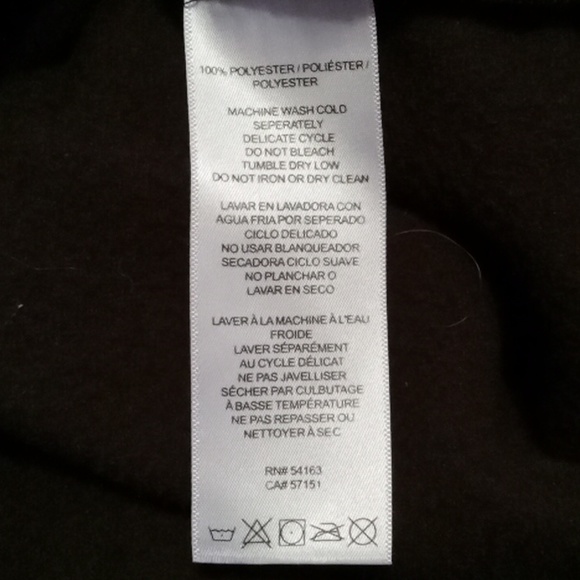 100% POLYESTER / POLIÉSTER /
POLYESTER
MACHINE WASH COLD
SEPERATELY
DELICATE CYCLE
DO NOT BLEACH
TUMBLE DRY LOW
DO NOT IRON OR DRY CLEAN
LAVAR EN LAVADORA CON
AGUA FRIA POR SEPERADO
CICLO DELICADO
NO USAR BLANQUEADOR
SECADORA CICLO SUAVE
NO PLANCHAR O
LAVAR EN SECO
LAVER À LA MACHINE À L'EAU
FROIDE
LAVER SÉPARÉMENT
AU CYCLE DÉLICAT
NE PAS JAVELLISER
SÉCHER PAR CULBUTAGE
À BASSE TEMPÉRATURE
NE PAS REPASSER OU
NETTOYER À SEC
RN# 54163
CA# 57151